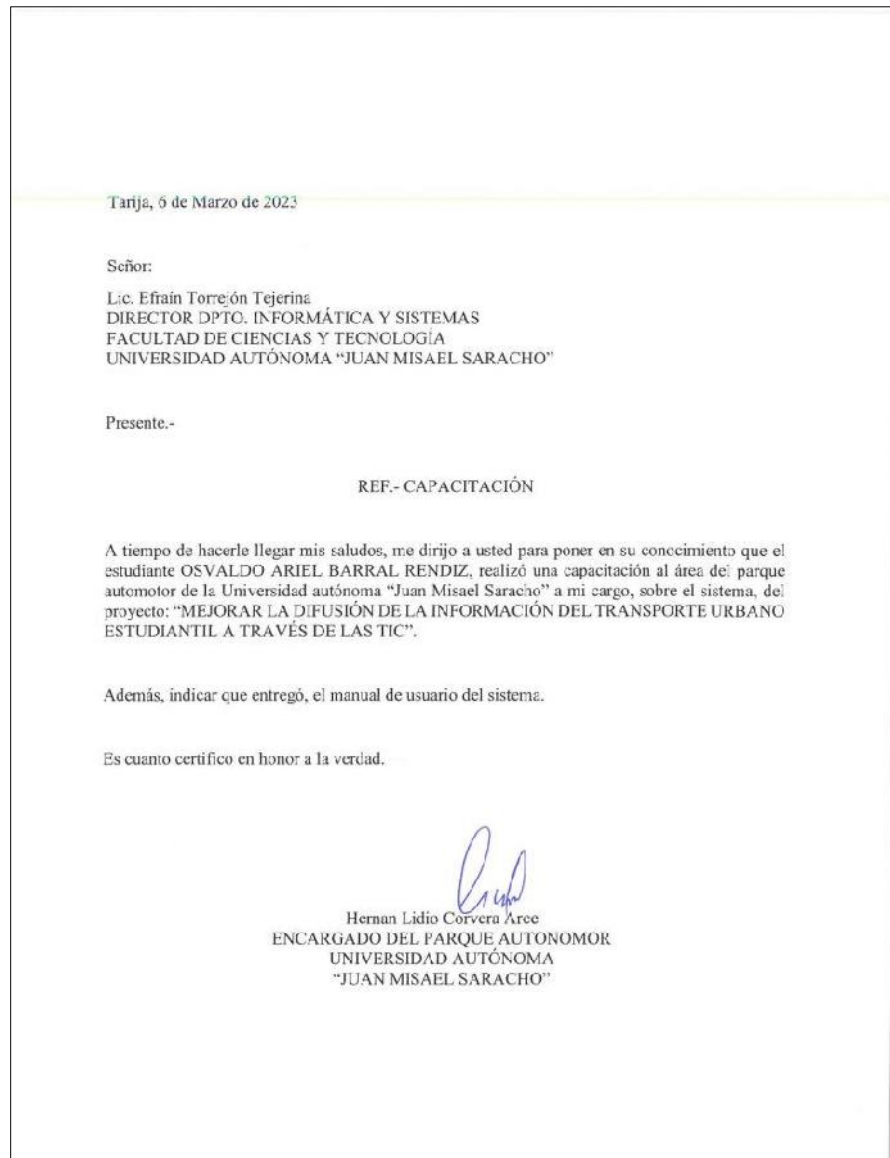 Tarija, 6 de Marzo de 2023
Señor:
Lic. Efraín Torrejón Tejerina
DIRECTOR DPTO. INFORMÁTICA Y SISTEMAS
FACULTAD DE CIENCIAS Y TECNOLOGÍA
UNIVERSIDAD AUTÓNOMA “JUAN MISAEL SARACHO”
Presente.-
REF.- CAPACITACIÓN
A tiempo de hacerle llegar mis saludos, me dirijo a usted para poner en su conocimiento que el
estudiante OSVALDO ARIEL BARRAL RENDIZ, realizó una capacitación al área del parque
automotor de la Universidad autónoma “Juan Misael Saracho” a mi cargo, sobre el sistema, del
proyecto: “MEJORAR LA DIFUSIÓN DE LA INFORMACIÓN DEL TRANSPORTE URBANO
ESTUDIANTIL A TRAVÉS DE LAS TIC”.
Además, indicar que entregó, el manual de usuario del sistema.
Es cuanto certifico en honor a la verdad.
Hernan Lidio Corvera Arce
ENCARGADO DEL PARQUE AUTONOMOR
UNIVERSIDAD AUTÓNOMA
“JUAN MISAEL SARACHO”